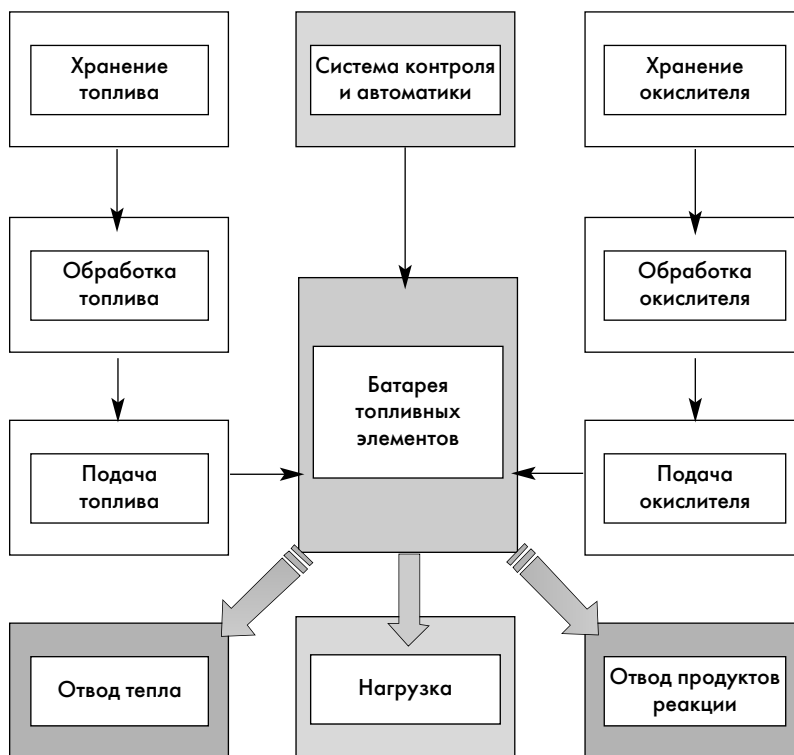 Хранение
топлива
Система контроля
и автоматики
Хранение
окислителя
Обработка
топлива
Обработка
окислителя
Батарея
топливных
элементов
Подача
топлива
Подача
окислителя
Отвод тепла
Нагрузка
Отвод продуктов
реакции